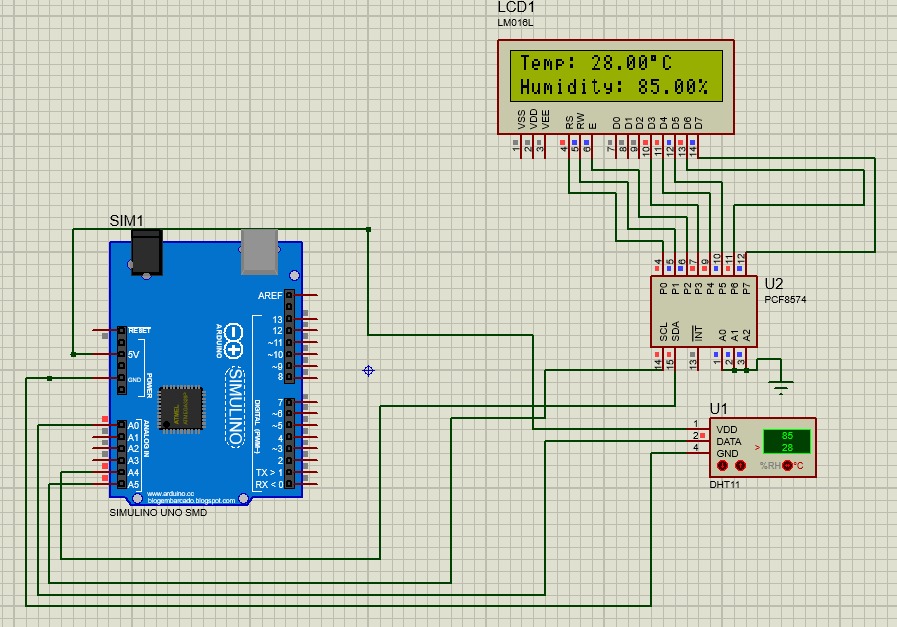 LCD1
LM016L
Temp: 28.00°C
Humidity: 85.00%
VSS VDD VEE RS RW E D0 D1 D2 D3 D4 D5 D6 D7
1 2 3 4 5 6 7 8 9 10 11 12 13 14
SIM1
AREF
RESET
5V
GND
POWER
A0
A1
A2
A3
A4
A5
ANALOG IN
ARDUINO
SIMULINO
ATMEL
13
12
~11
~10
~9
8
7
~6
~5
4
~3
2
TX > 1
RX < 0
DIGITAL (PWM~)
www.arduino.cc
blogembarcado.blogspot.com
SIMULINO UNO SMD
4 5 6 7 9 10 11 12
P0 P1 P2 P3 P4 P5 P6 P7
U2
PCF8574
SCL SDA INT A0 A1 A2
14 15 13 1 2 3
U1
1 VDD
2 DATA
4 GND
85
> 28
%RH °C
DHT11